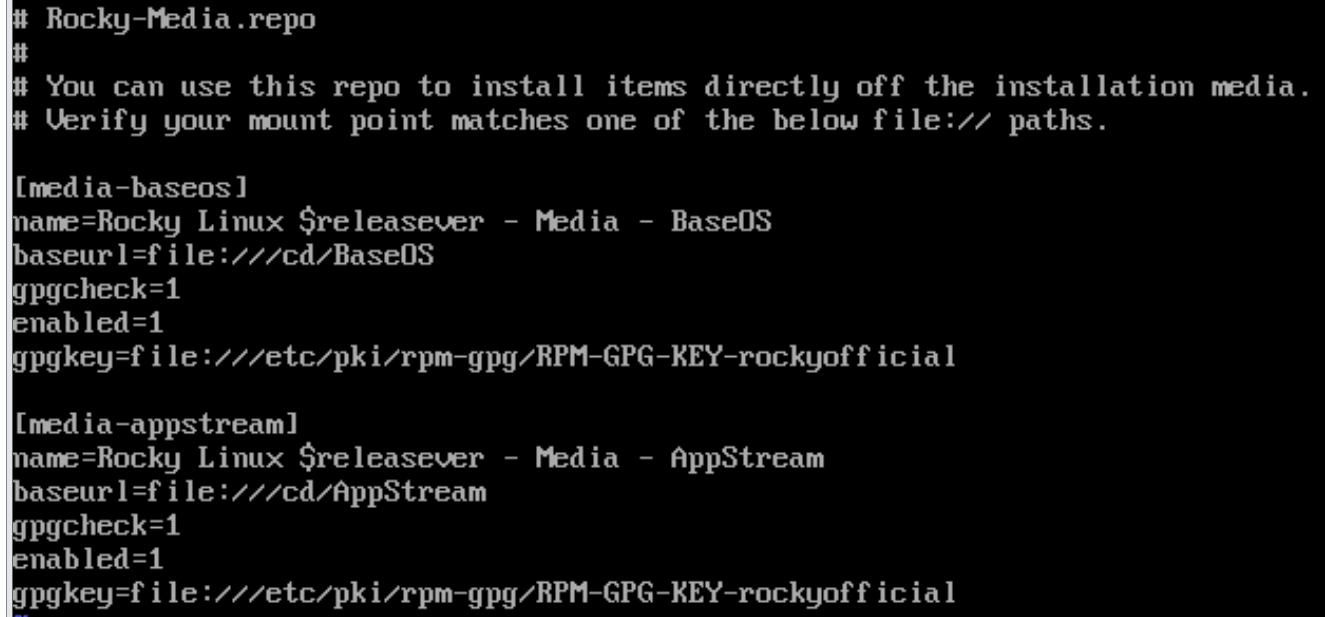 # Rocky-Media.repo
#
# You can use this repo to install items directly off the installation media.
# Verify your mount point matches one of the below file:// paths.

[media-baseos]
name=Rocky Linux $releasever - Media - BaseOS
baseurl=file:///cd/BaseOS
gpgcheck=1
enabled=1
gpgkey=file:///etc/pki/rpm-gpg/RPM-GPG-KEY-rockyofficial

[media-appstream]
name=Rocky Linux $releasever - Media - AppStream
baseurl=file:///cd/AppStream
gpgcheck=1
enabled=1
gpgkey=file:///etc/pki/rpm-gpg/RPM-GPG-KEY-rockyofficial